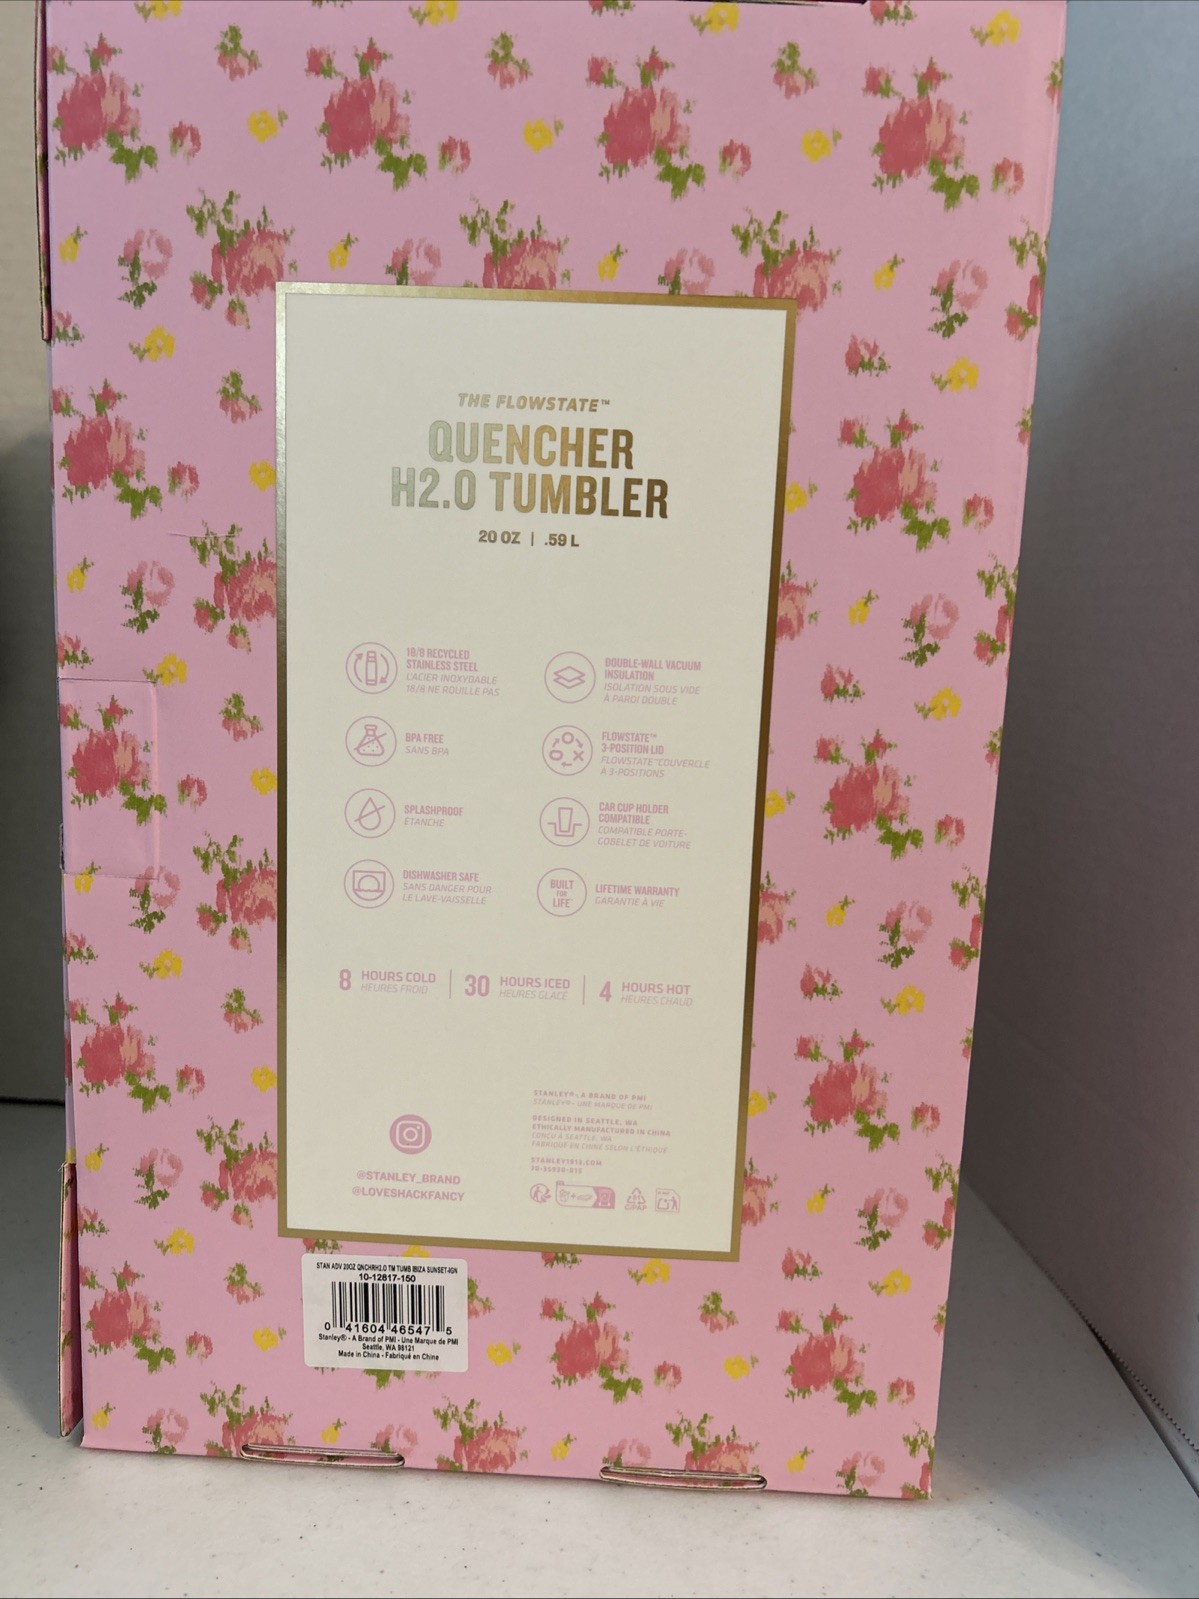 THE FLOWSTATE™
QUENCHER
H2.0 TUMBLER
20 OZ | .59 L
18/8 RECYCLED
STAINLESS STEEL
L'ACIER INOXYDABLE
18/8 NE ROUILLE PAS
DOUBLE-WALL VACUUM
INSULATION
ISOLATION SOUS VIDE
À PAROI DOUBLE
BPA FREE
SANS BPA
FLOWSTATE™
3-POSITION LID
FLOWSTATE™COUVERCLE
À 3-POSITIONS
SPLASHPROOF
ÉTANCHE
CAR CUP HOLDER
COMPATIBLE
COMPATIBLE PORTE-
GOBELET DE VOITURE
DISHWASHER SAFE
SANS DANGER POUR
LE LAVE-VAISSELLE
BUILT
FOR
LIFE™
LIFETIME WARRANTY
GARANTIE À VIE
8 HOURS COLD
HEURES FROID
30 HOURS ICED
HEURES GLACÉ
4 HOURS HOT
HEURES CHAUD
STANLEY®- A BRAND OF PMI
STANLEY®- UNE MARQUE DE PMI
DESIGNED IN SEATTLE, WA
ETHICALLY MANUFACTURED IN CHINA
CONÇU À SEATTLE, WA
FABRIQUÉ EN CHINE SELON L'ÉTHIQUE
STANLEY1913.COM
@STANLEY_BRAND
@LOVESHACKFANCY
STAN ADV 20OZ QNCHRH2.O TM TUMB IBIZA SUNSET-IGN
10-12817-150
0 41604 46547 5
Stanley® - A Brand of PMI - Une Marque de PMI
Seattle, WA 98121
Made in China - Fabriqué en Chine